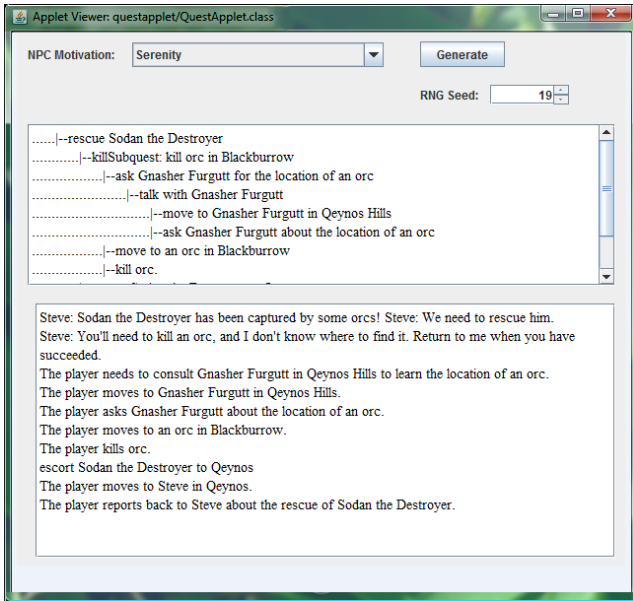 Applet Viewer: questapplet/QuestApplet.class
NPC Motivation: Serenity Generate
RNG Seed: 19
......|--rescue Sodan the Destroyer
............|--killSubquest: kill orc in Blackburrow
..................|--ask Gnasher Furgutt for the location of an orc
........................|--talk with Gnasher Furgutt
..............................|--move to Gnasher Furgutt in Qeynos Hills
..............................|--ask Gnasher Furgutt about the location of an orc
..................|--move to an orc in Blackburrow
..................|--kill orc.
Steve: Sodan the Destroyer has been captured by some orcs! Steve: We need to rescue him.
Steve: You'll need to kill an orc, and I don't know where to find it. Return to me when you have
succeeded.
The player needs to consult Gnasher Furgutt in Qeynos Hills to learn the location of an orc.
The player moves to Gnasher Furgutt in Qeynos Hills.
The player asks Gnasher Furgutt about the location of an orc.
The player moves to an orc in Blackburrow.
The player kills orc.
escort Sodan the Destroyer to Qeynos
The player moves to Steve in Qeynos.
The player reports back to Steve about the rescue of Sodan the Destroyer.